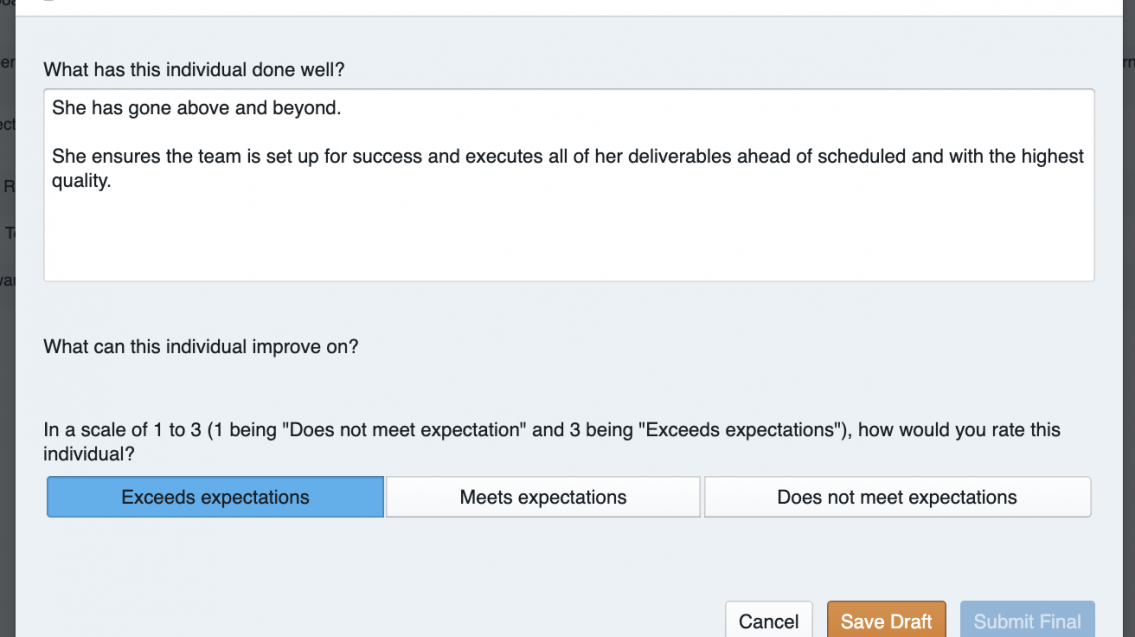 What has this individual done well?
She has gone above and beyond.
She ensures the team is set up for success and executes all of her deliverables ahead of scheduled and with the highest
quality.
What can this individual improve on?
In a scale of 1 to 3 (1 being "Does not meet expectation" and 3 being "Exceeds expectations"), how would you rate this
individual?
Exceeds expectations Meets expectations Does not meet expectations
Cancel Save Draft Submit Final